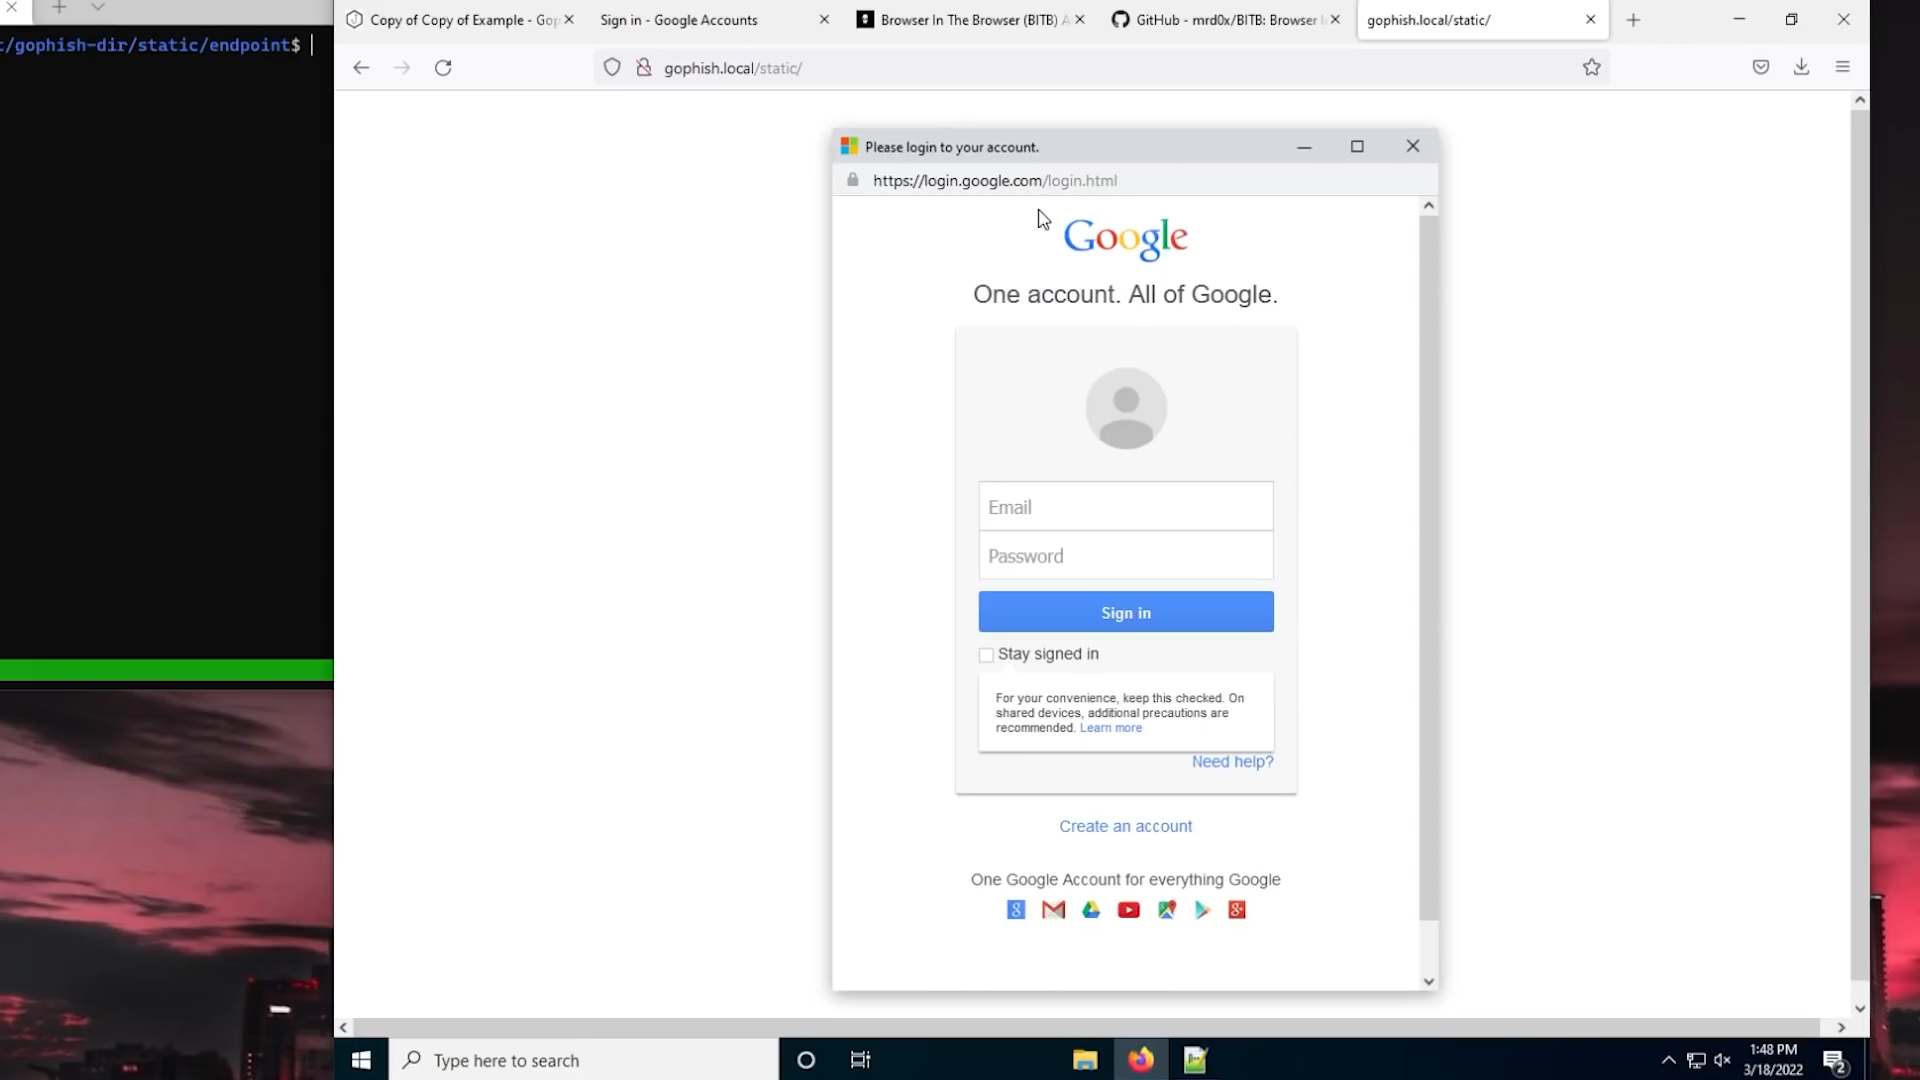 Copy of Copy of Example - Gop
Sign in - Google Accounts
Browser In The Browser (BITB) A
GitHub - mrd0x/BITB: Browser I
gophish.local/static/
:/gophish-dir/static/endpoint$
gophish.local/static/
Please login to your account.
https://login.google.com/login.html
Google
One account. All of Google.
Email
Password
Sign in
Stay signed in
For your convenience, keep this checked. On
shared devices, additional precautions are
recommended. Learn more
Need help?
Create an account
One Google Account for everything Google
Type here to search
1:48 PM
3/18/2022
2